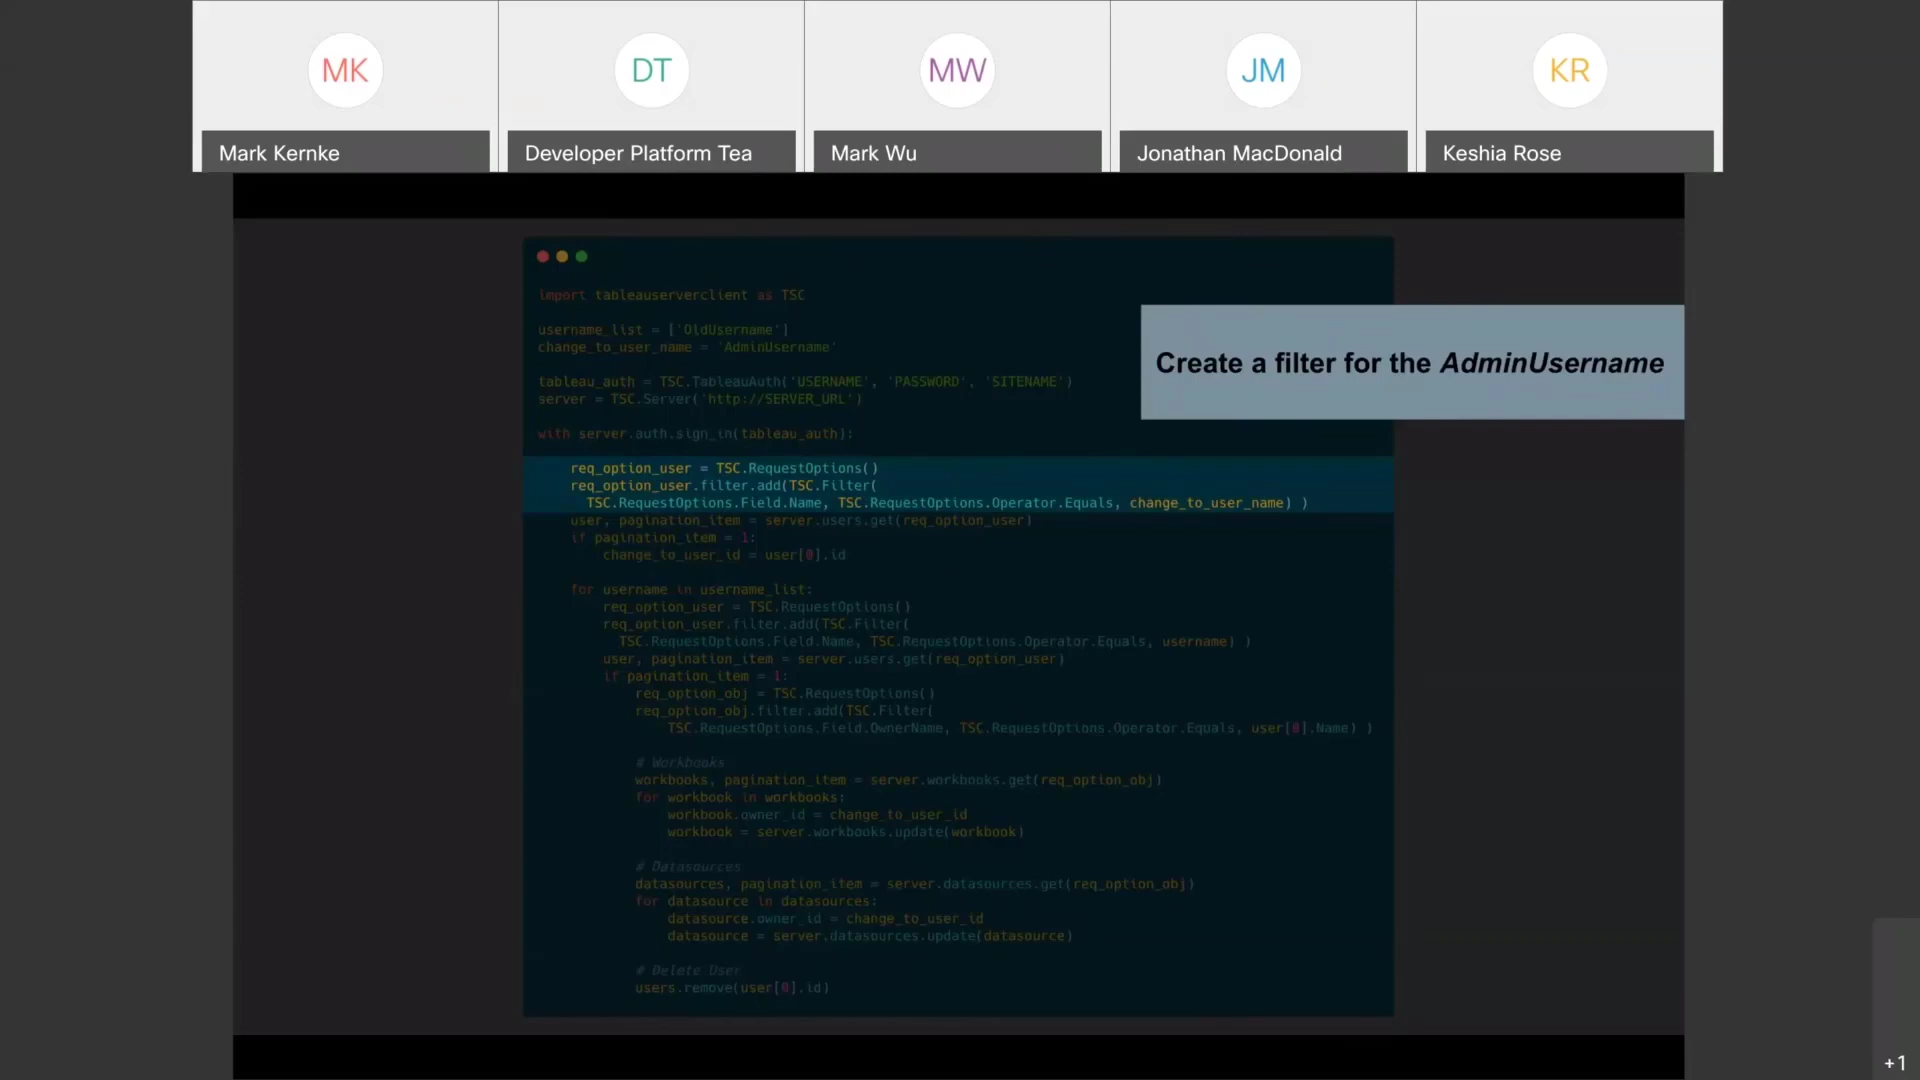 MK
DT
MW
JM
KR
Mark Kernke
Developer Platform Tea
Mark Wu
Jonathan MacDonald
Keshia Rose
import tableauserverclient as TSC
username_list = ['OldUsername']
change_to_user_name = 'AdminUsername'
tableau_auth = TSC.TableauAuth('USERNAME', 'PASSWORD', 'SITENAME')
server = TSC.Server('http://SERVER_URL')
with server.auth.sign_in(tableau_auth):
req_option_user = TSC.RequestOptions()
req_option_user.filter.add(TSC.Filter(
TSC.RequestOptions.Field.Name, TSC.RequestOptions.Operator.Equals, change_to_user_name) )
user, pagination_item = server.users.get(req_option_user)
if pagination_item = 1:
change_to_user_id = user[0].id
for username in username_list:
req_option_user = TSC.RequestOptions()
req_option_user.filter.add(TSC.Filter(
TSC.RequestOptions.Field.Name, TSC.RequestOptions.Operator.Equals, username) )
user, pagination_item = server.users.get(req_option_user)
if pagination_item = 1:
req_option_obj = TSC.RequestOptions()
req_option_obj.filter.add(TSC.Filter(
TSC.RequestOptions.Field.OwnerName, TSC.RequestOptions.Operator.Equals, user[0].Name) )
# Workbooks
workbooks, pagination_item = server.workbooks.get(req_option_obj)
for workbook in workbooks:
workbook.owner_id = change_to_user_id
workbook = server.workbooks.update(workbook)
# Datasources
datasources, pagination_item = server.datasources.get(req_option_obj)
for datasource in datasources:
datasource.owner_id = change_to_user_id
datasource = server.datasources.update(datasource)
# Delete User
users.remove(user[0].id)
Create a filter for the AdminUsername
+1